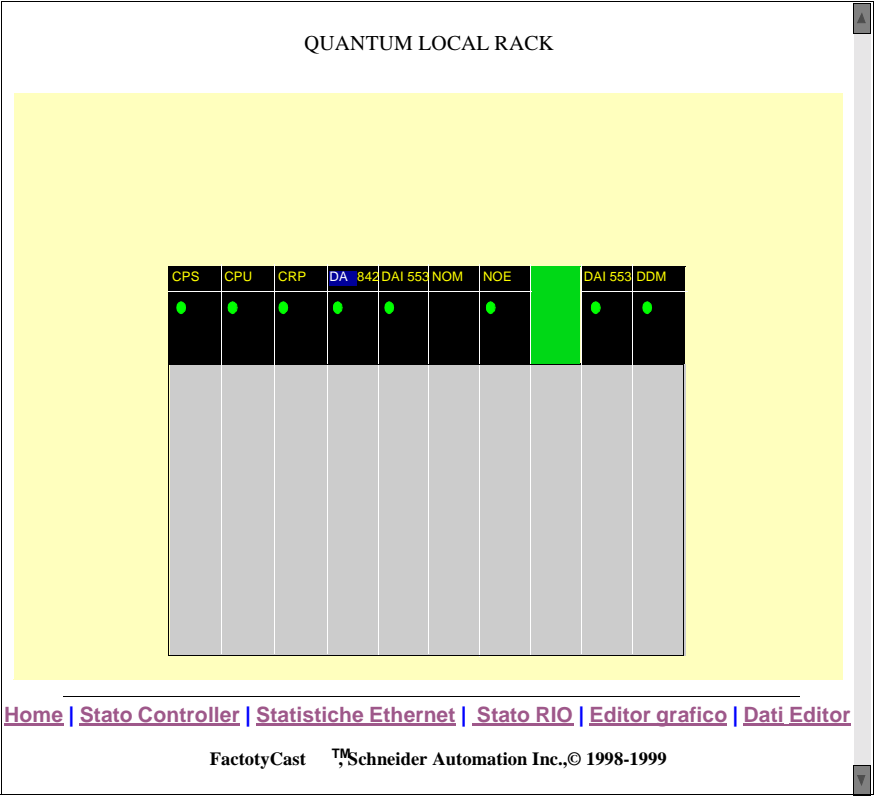 QUANTUM LOCAL RACK
CPS CPU CRP DA 842 DAI 553 NOM NOE DAI 553 DDM
Home | Stato Controller | Statistiche Ethernet | Stato RIO | Editor grafico | Dati Editor
FactotyCast ™, Schneider Automation Inc.,© 1998-1999